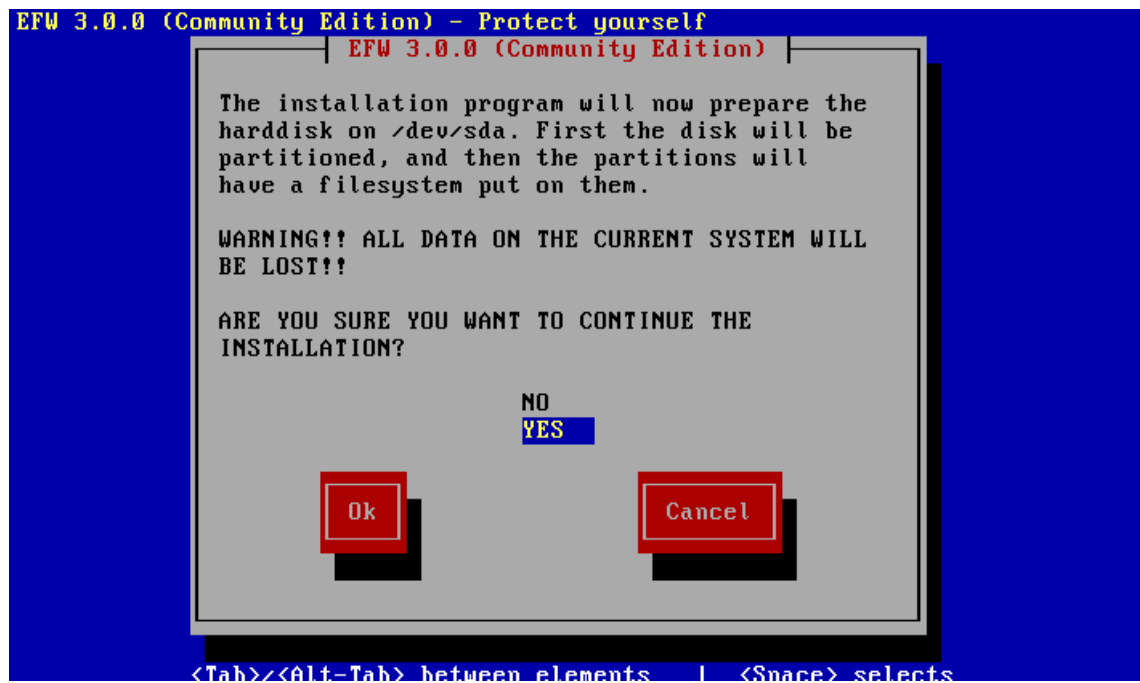 EFW 3.0.0 (Community Edition) - Protect yourself
EFW 3.0.0 (Community Edition)
The installation program will now prepare the
harddisk on /dev/sda. First the disk will be
partitioned, and then the partitions will
have a filesystem put on them.
WARNING!! ALL DATA ON THE CURRENT SYSTEM WILL
BE LOST!!
ARE YOU SURE YOU WANT TO CONTINUE THE
INSTALLATION?
NO
YES
Ok Cancel
<Tab>/<Alt-Tab> between elements | <Space> selects